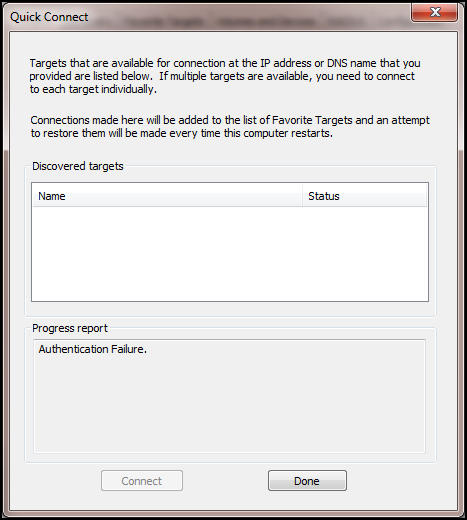 Quick Connect
Targets that are available for connection at the IP address or DNS name that you
provided are listed below.  If multiple targets are available, you need to connect
to each target individually.
Connections made here will be added to the list of Favorite Targets and an attempt
to restore them will be made every time this computer restarts.
Discovered targets
Name Status
Progress report
Authentication Failure.
Connect Done